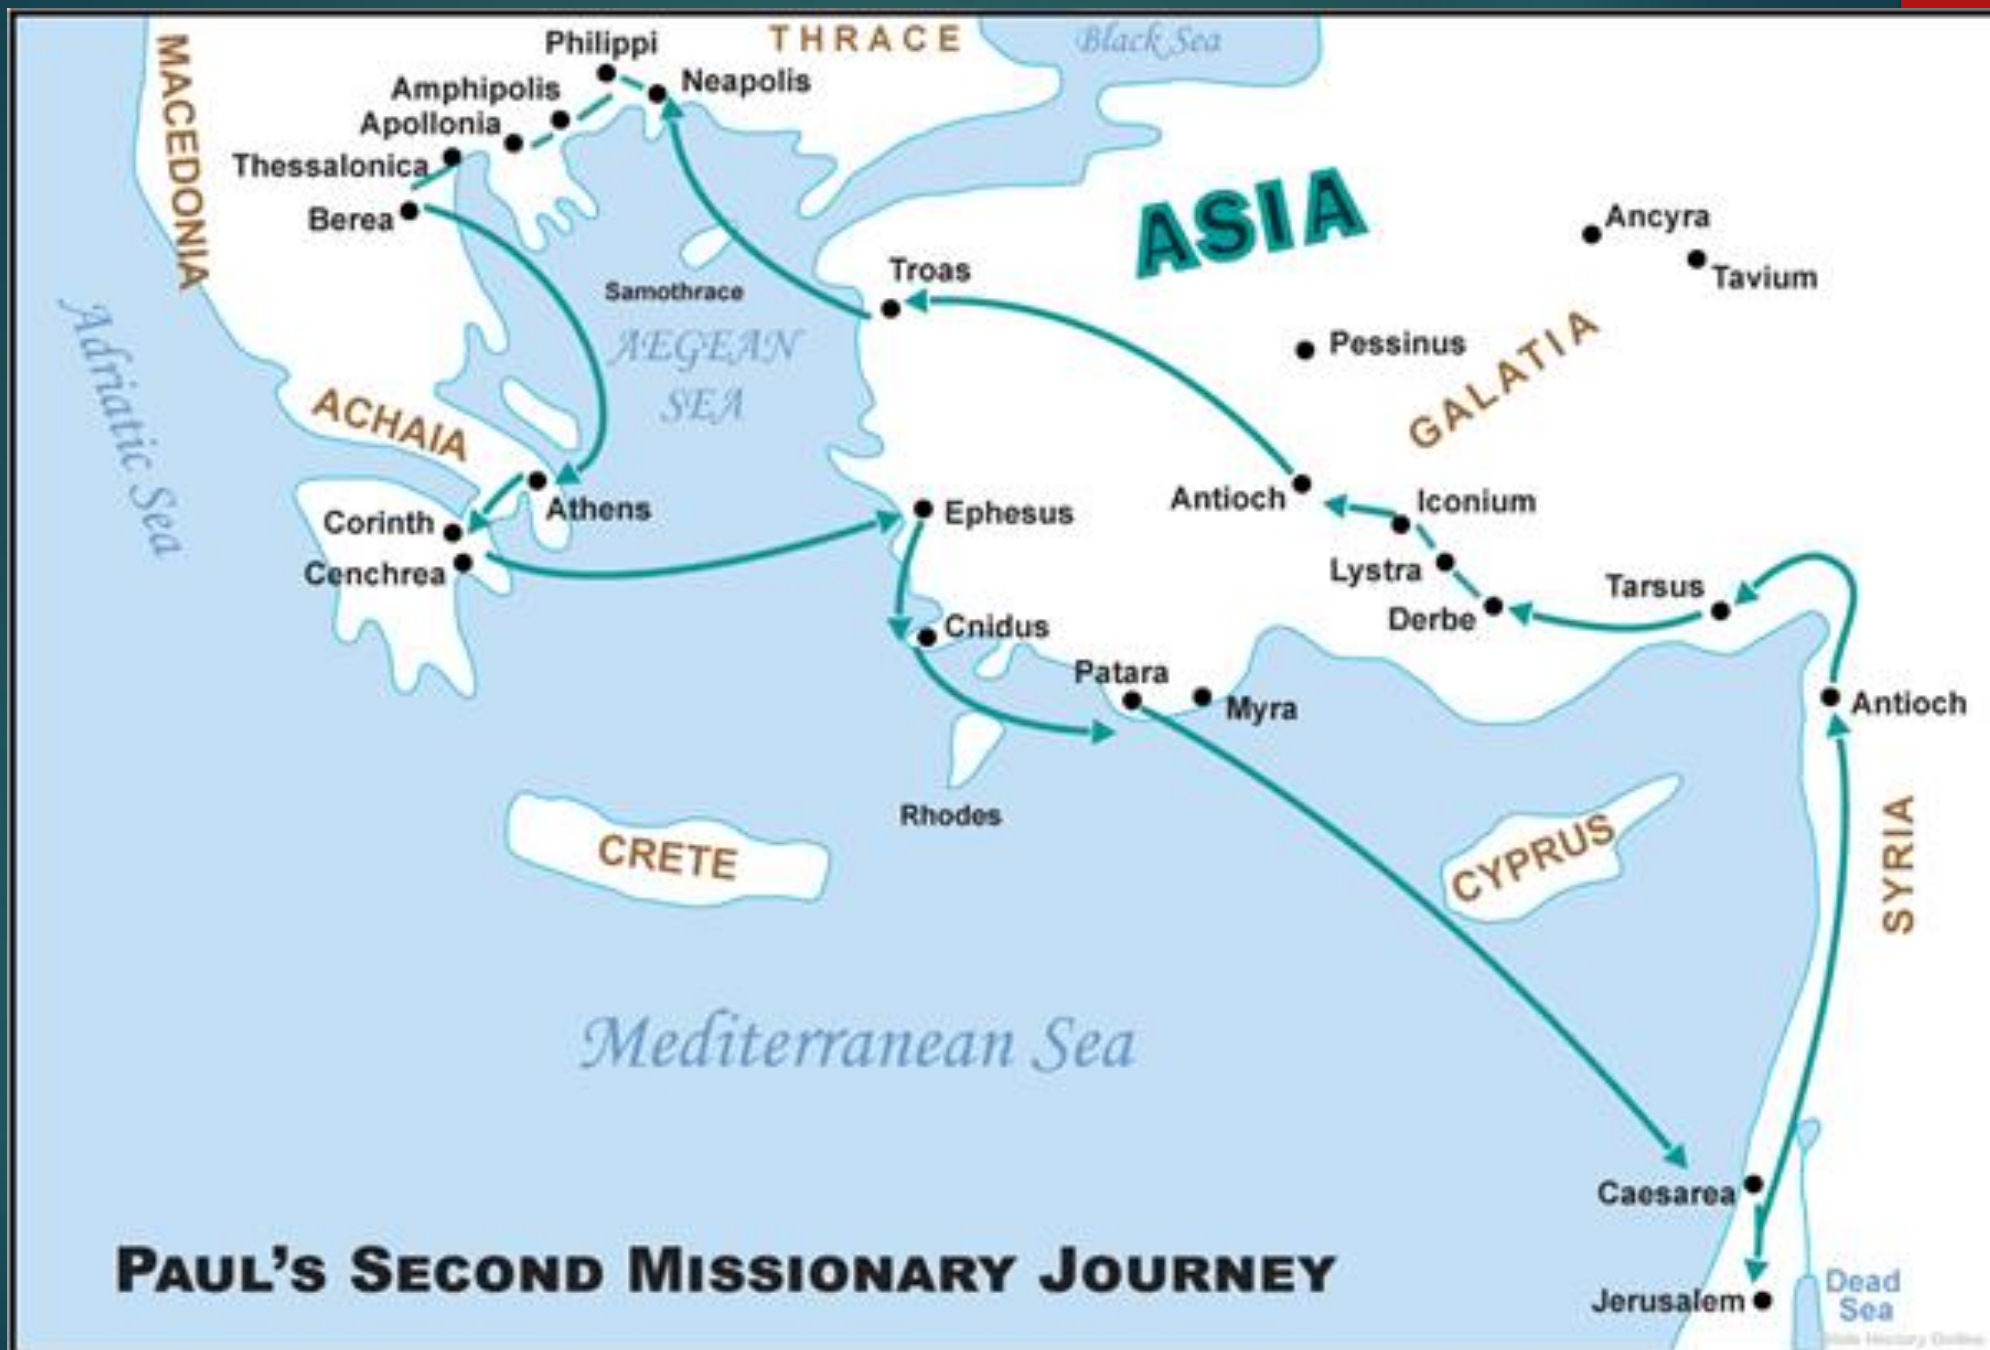 Philippi
THRACE
Black Sea
MACEDONIA
Neapolis
Amphipolis
Apollonia
Thessalonica
Berea
ASIA
Ancyra
Tavium
Troas
Samothrace
AEGEAN
SEA
Pessinus
GALATIA
Adriatic Sea
ACHAIA
Athens
Corinth
Cenchrea
Ephesus
Antioch
Iconium
Lystra
Derbe
Tarsus
Cnidus
Patara
Myra
Antioch
Rhodes
CRETE
CYPRUS
SYRIA
Mediterranean Sea
Caesarea
PAUL'S SECOND MISSIONARY JOURNEY
Jerusalem
Dead
Sea